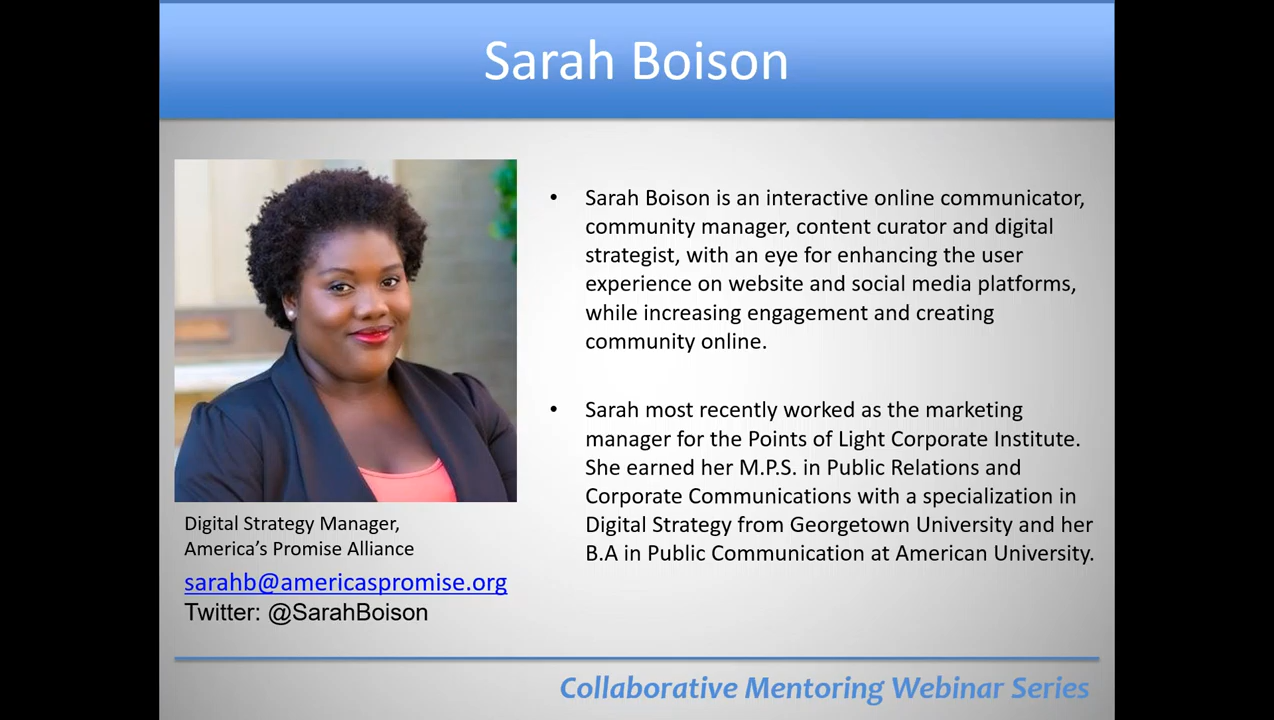 Sarah Boison
• Sarah Boison is an interactive online communicator,
community manager, content curator and digital
strategist, with an eye for enhancing the user
experience on website and social media platforms,
while increasing engagement and creating
community online.
• Sarah most recently worked as the marketing
manager for the Points of Light Corporate Institute.
She earned her M.P.S. in Public Relations and
Corporate Communications with a specialization in
Digital Strategy from Georgetown University and her
B.A in Public Communication at American University.
Digital Strategy Manager,
America’s Promise Alliance
sarahb@americaspromise.org
Twitter: @SarahBoison
Collaborative Mentoring Webinar Series